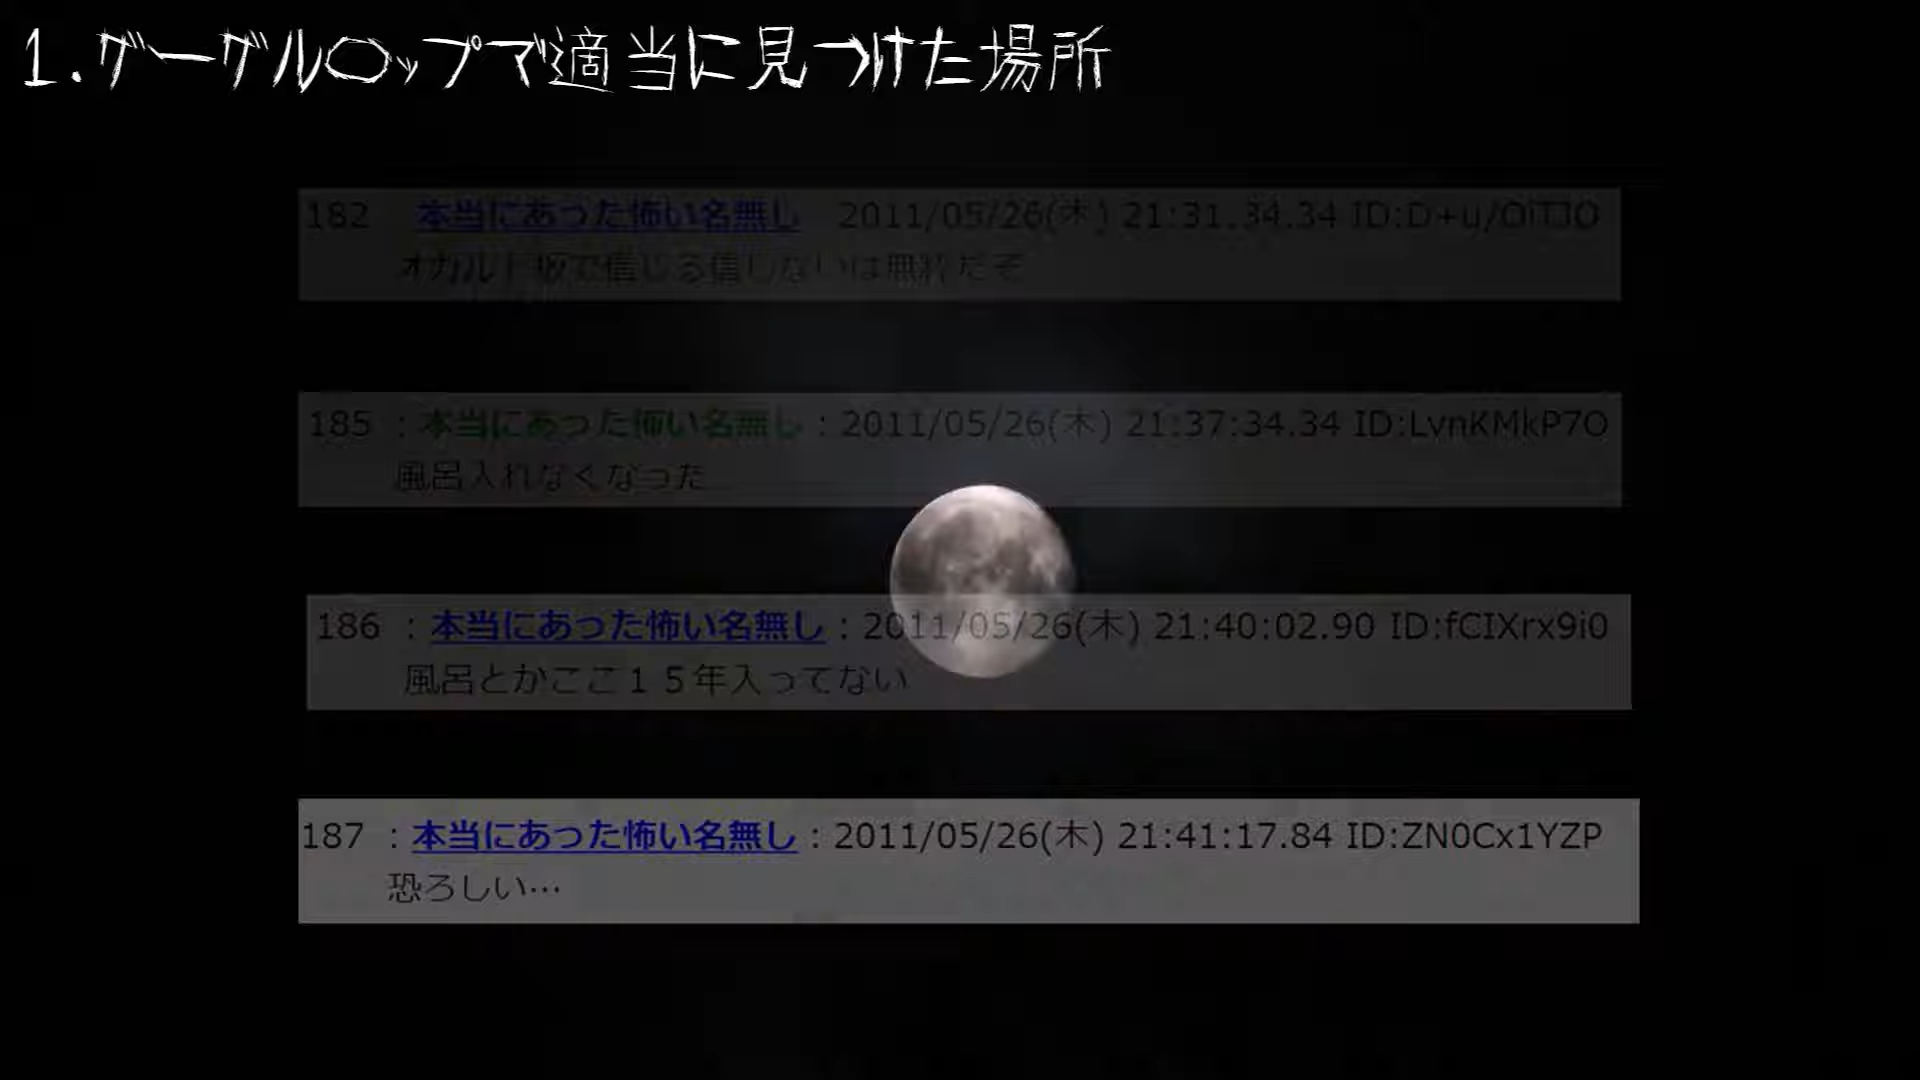 1.グーグル〇ップで適当に見つけた場所
182 本当にあった怖い名無し 2011/05/26(木) 21:31.34.34
オカルト板で信じる信じないは無粋だぞ
185 : 本当にあった怖い名無し : 2011/05/26(木) 21:37:34.34 ID:LvnKMkP7O
風呂入れなくなった
186 : 本当にあった怖い名無し : 2011/05/26(木) 21:40:02.90 ID:fCIXrx9i0
風呂とかここ15年入ってない
187 : 本当にあった怖い名無し : 2011/05/26(木) 21:41:17.84 ID:ZN0Cx1YZP
恐ろしい…